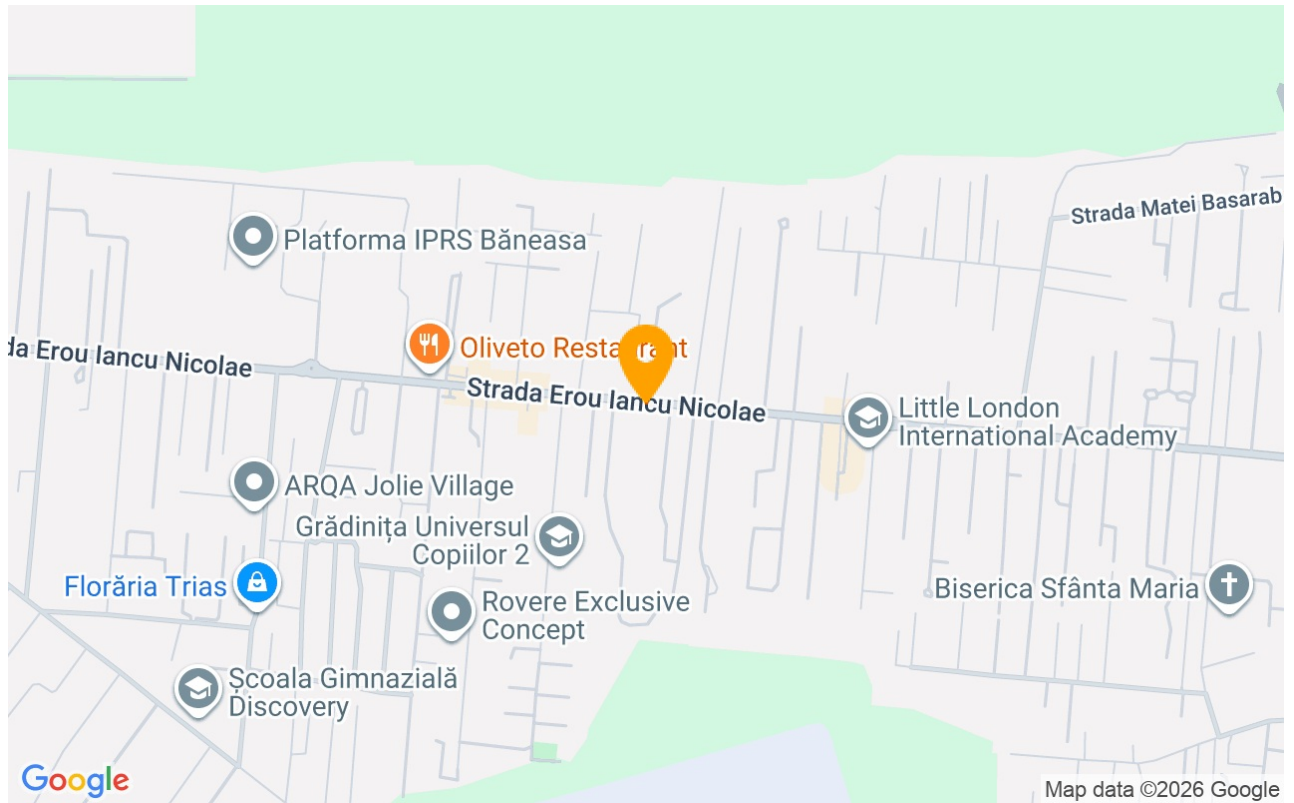 Strada Matei Basarab
Platforma IPRS Băneasa
da Erou Iancu Nicolae
Oliveto Restaurant
Strada Erou Iancu Nicolae
Little London
International Academy
ARQA Jolie Village
Grădinița Universul
Copiilor 2
Florăria Trias
Rovere Exclusive
Concept
Biserica Sfânta Maria
Școala Gimnazială
Discovery
Google
Map data ©2026 Google